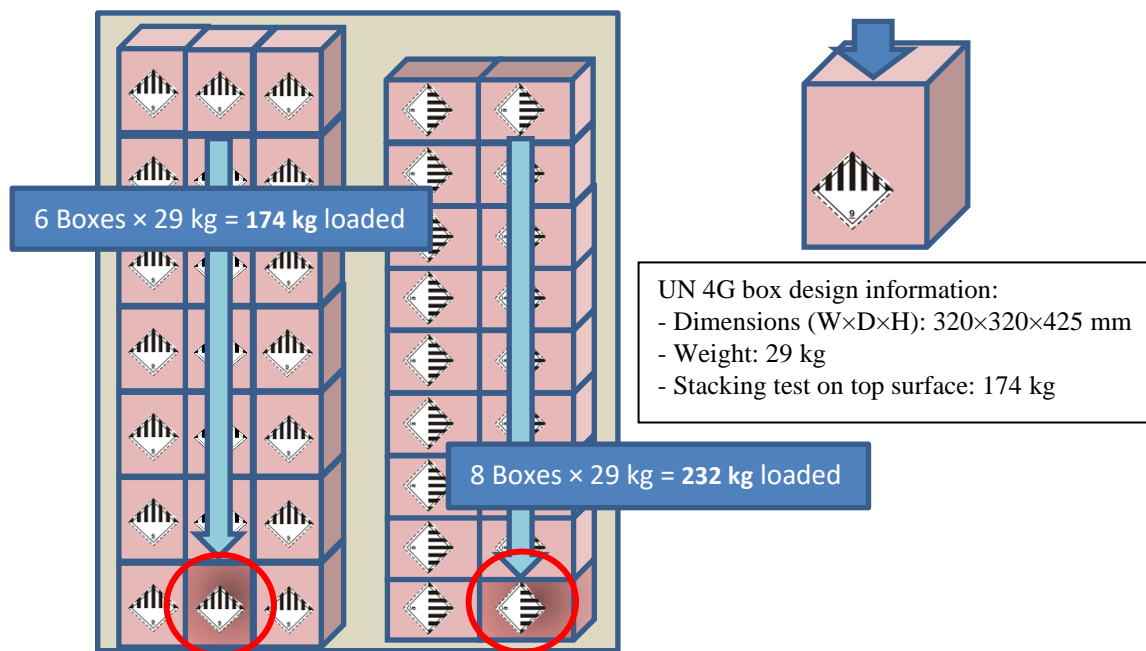 6 Boxes × 29 kg = 174 kg loaded
8 Boxes × 29 kg = 232 kg loaded
9
UN 4G box design information:
- Dimensions (W×D×H): 320×320×425 mm
- Weight: 29 kg
- Stacking test on top surface: 174 kg